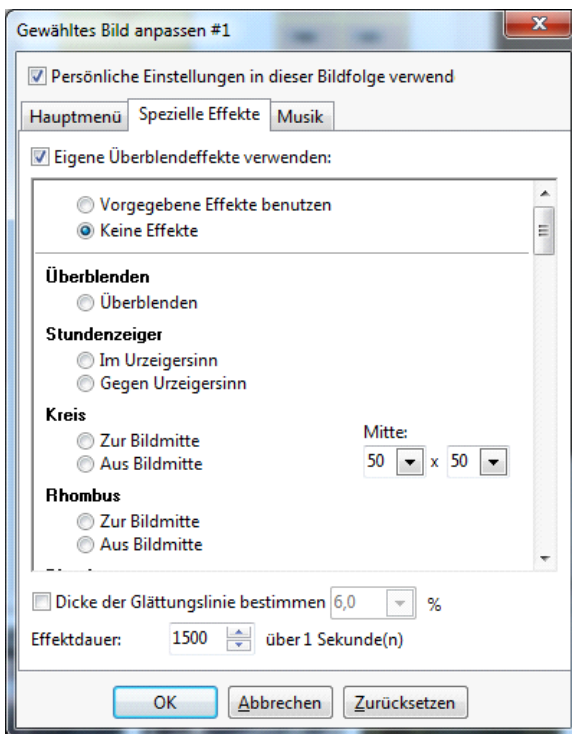 Gewähltes Bild anpassen #1
Persönliche Einstellungen in dieser Bildfolge verwend
Hauptmenü Spezielle Effekte Musik
Eigene Überblendeffekte verwenden:
Vorgegebene Effekte benutzen
Keine Effekte
Überblenden
Überblenden
Stundenzeiger
Im Urzeigersinn
Gegen Urzeigersinn
Kreis
Mitte:
Zur Bildmitte
Aus Bildmitte
50 x 50
Rhombus
Zur Bildmitte
Aus Bildmitte
Dicke der Glättungslinie bestimmen 6,0 %
Effektdauer: 1500 über 1 Sekunde(n)
OK Abbrechen Zurücksetzen